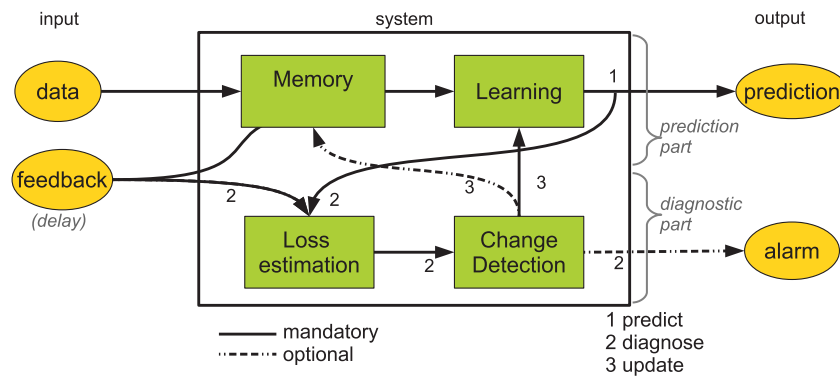 input
system
output
data
Memory
Learning
1
prediction
prediction
part
feedback
(delay)
2
2
3
3
diagnostic
part
Loss
estimation
2
Change
Detection
2
alarm
mandatory
optional
1 predict
2 diagnose
3 update